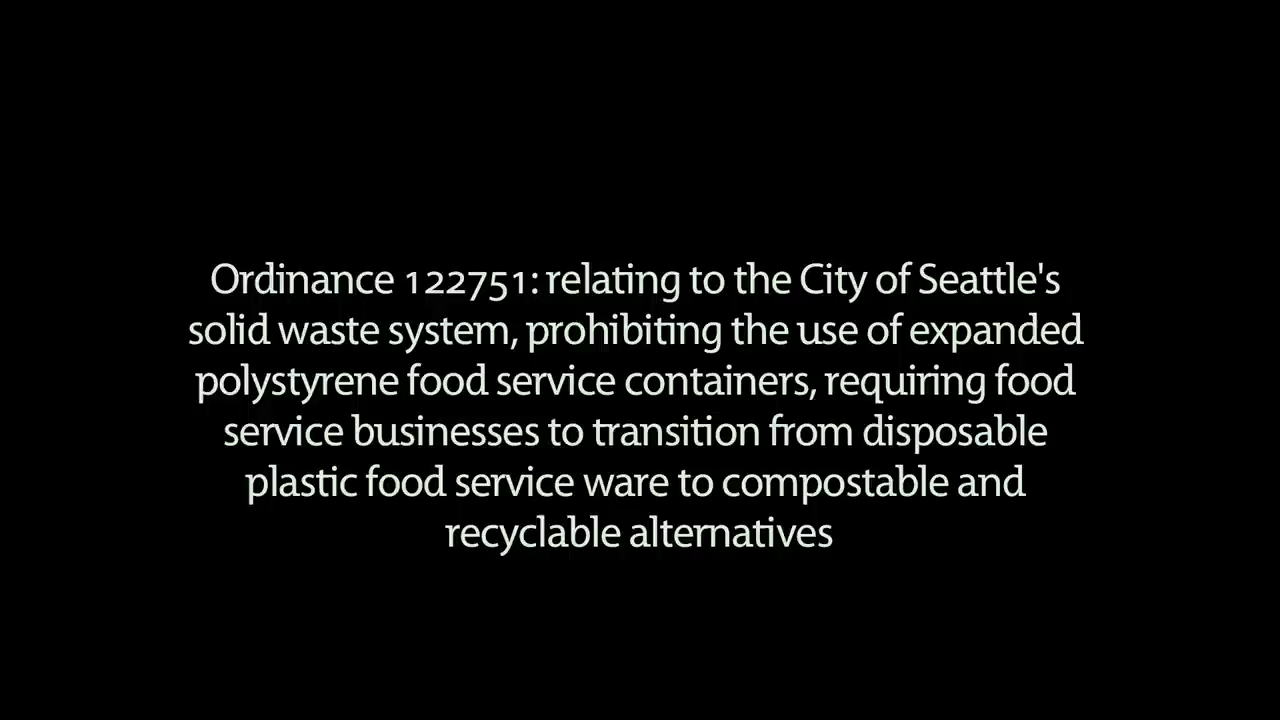 Ordinance 122751: relating to the City of Seattle's
solid waste system, prohibiting the use of expanded
polystyrene food service containers, requiring food
service businesses to transition from disposable
plastic food service ware to compostable and
recyclable alternatives